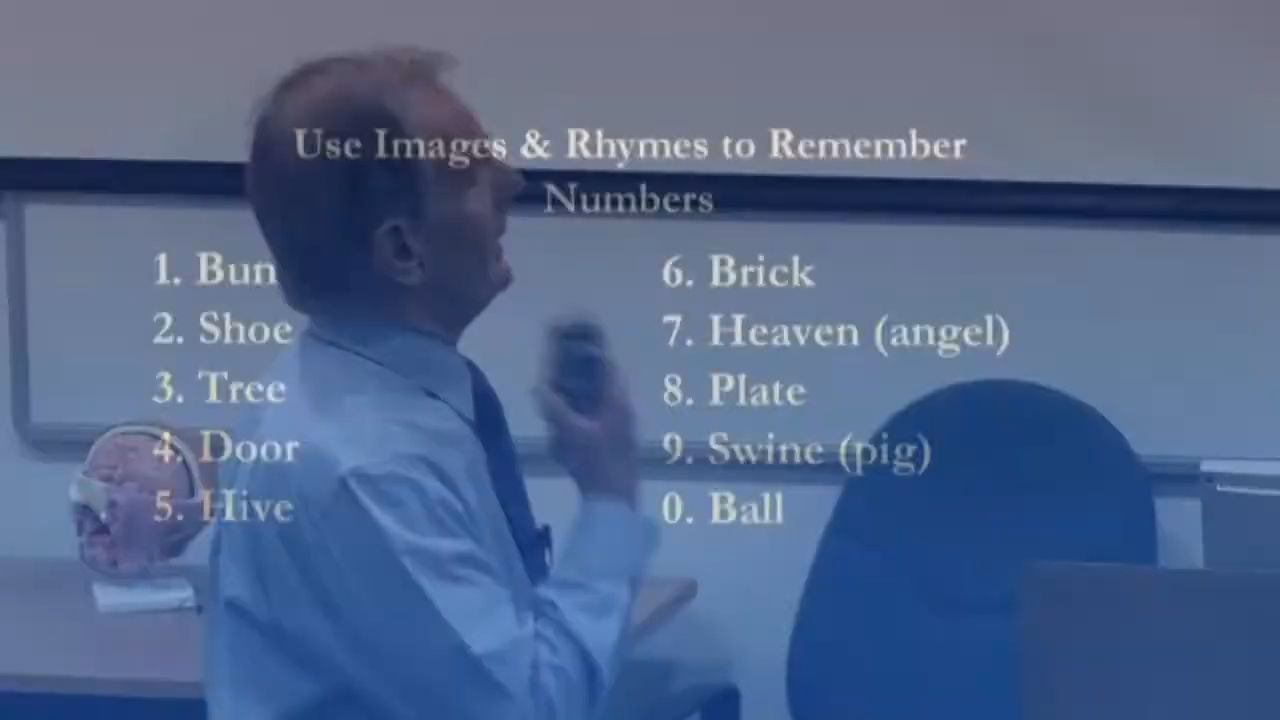 Use Images & Rhymes to Remember
Numbers
1. Bun
2. Shoe
3. Tree
4. Door
5. Hive
6. Brick
7. Heaven (angel)
8. Plate
9. Swine (pig)
0. Ball